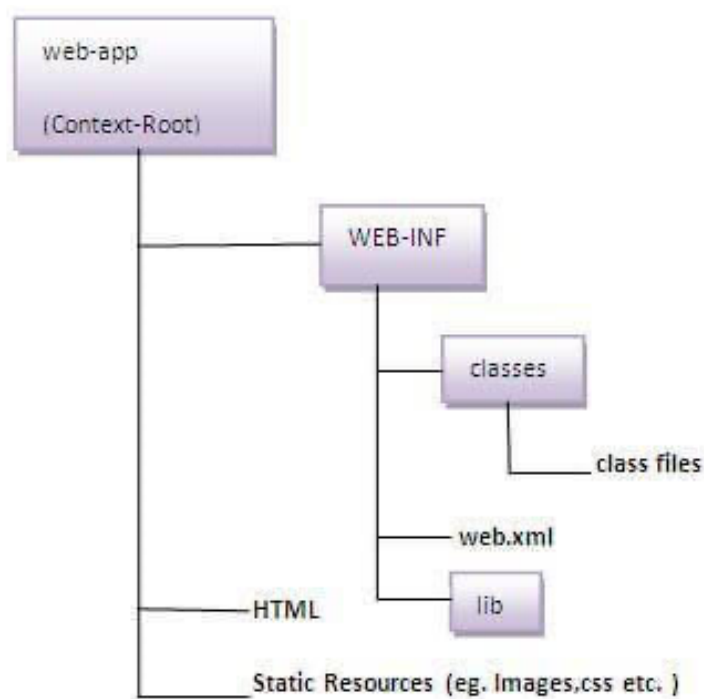 web-app
(Context-Root)
WEB-INF
classes
class files
web.xml
lib
HTML
Static Resources (eg. Images,css etc. )